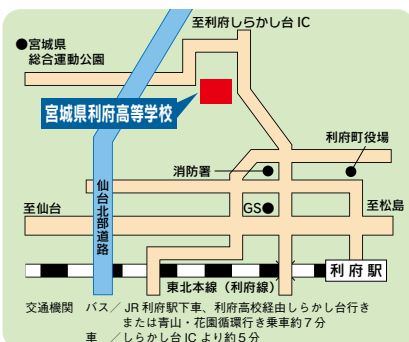 至利府しらかし台IC
●宮城県
総合運動公園
宮城県利府高等学校
利府町役場
消防署
仙台北部道路
至仙台
GS
至松島
利府駅
東北本線（利府線）
交通機関　バス／JR利府駅下車、利府高校経由しらかし台行き
または青山・花園循環行き乗車約７分
車　／しらかし台ICより約５分